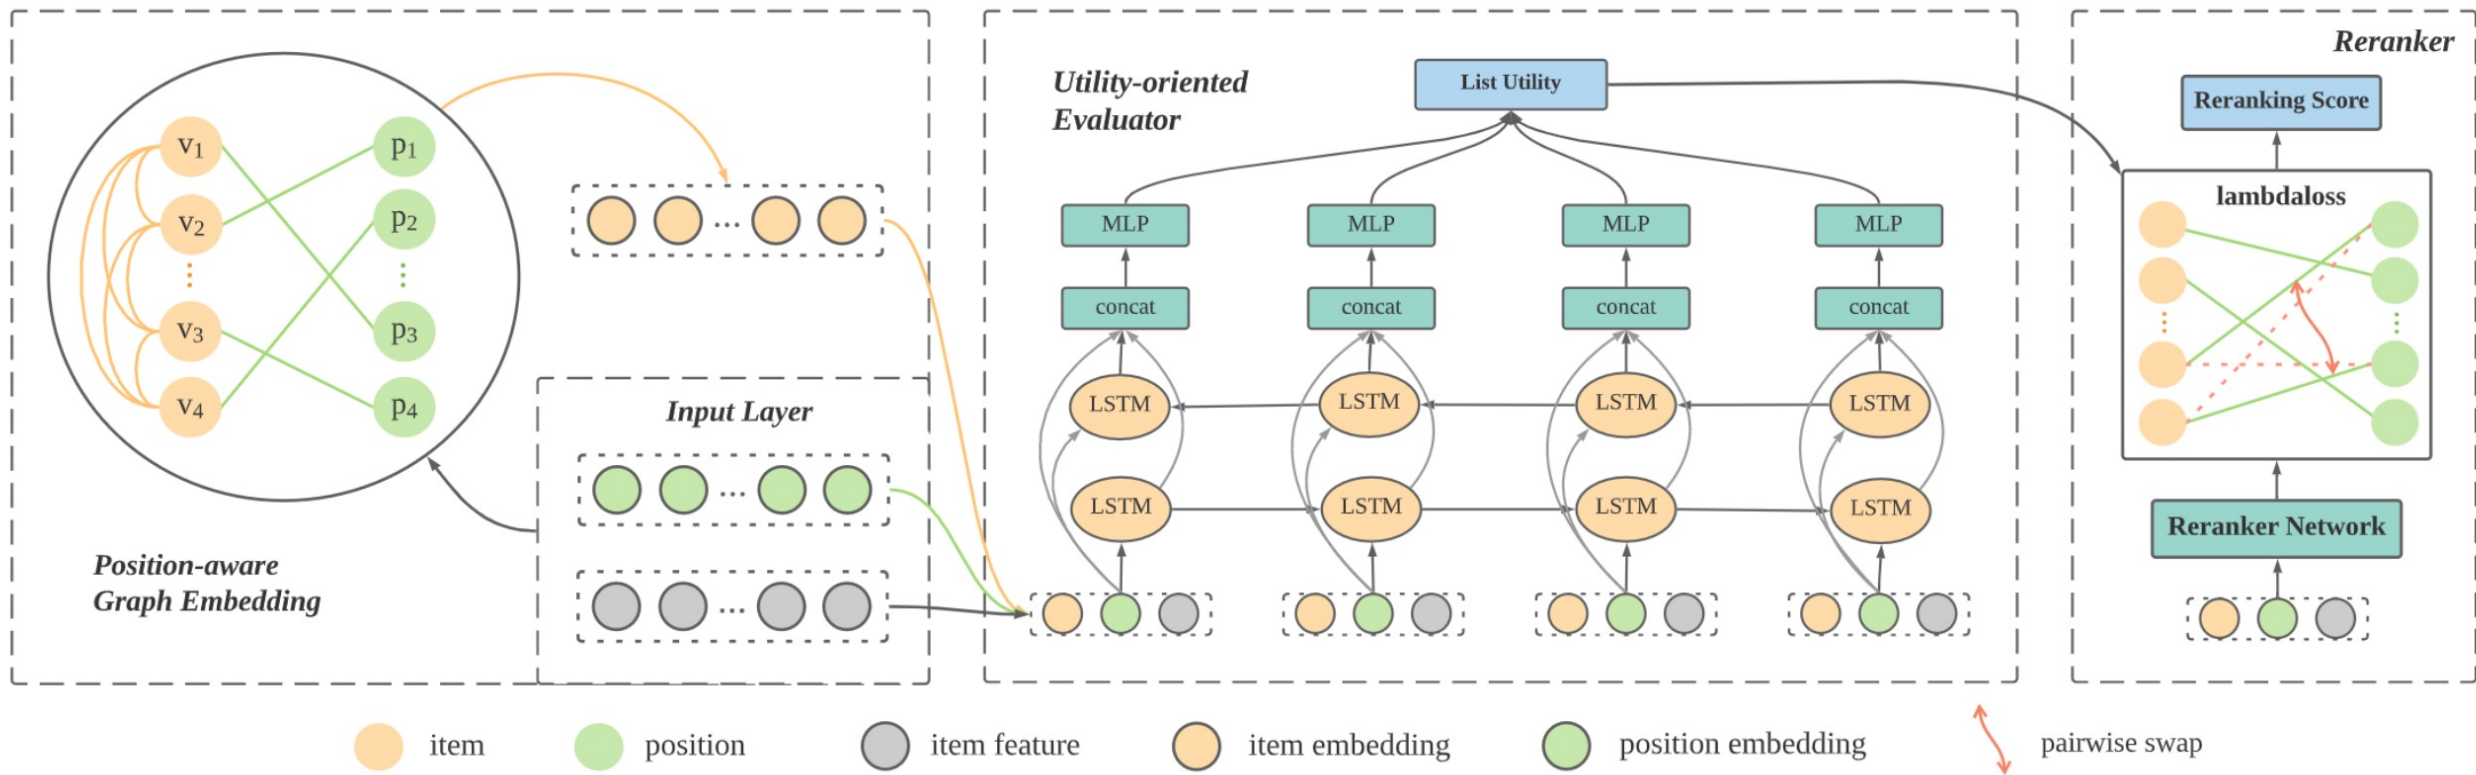 v1
v2
v3
v4
p1
p2
p3
p4
...
Position-aware
Graph Embedding
Input Layer
...
...
Utility-oriented
Evaluator
List Utility
MLP
MLP
MLP
MLP
concat
concat
concat
concat
LSTM
LSTM
LSTM
LSTM
LSTM
LSTM
LSTM
LSTM
Reranker
Reranking Score
lambdaloss
Reranker Network
item
position
item feature
item embedding
position embedding
pairwise swap